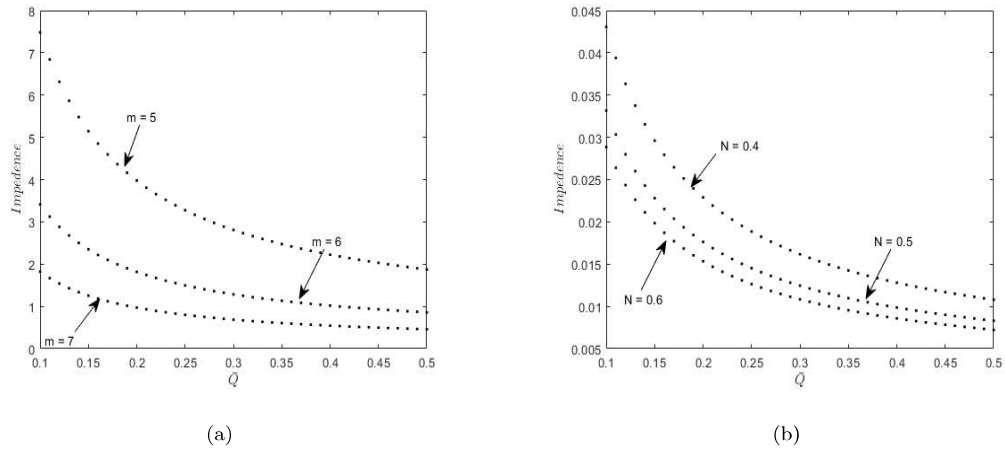 8
7
6
5
4
3
2
1
0
Impedence
m = 5
m = 6
m = 7
0.1 0.15 0.2 0.25 0.3 0.35 0.4 0.45 0.5
Q̄
(a)
0.045
0.04
0.035
0.03
0.025
0.02
0.015
0.01
0.005
Impedence
N = 0.4
N = 0.5
N = 0.6
0.1 0.15 0.2 0.25 0.3 0.35 0.4 0.45 0.5
Q̄
(b)